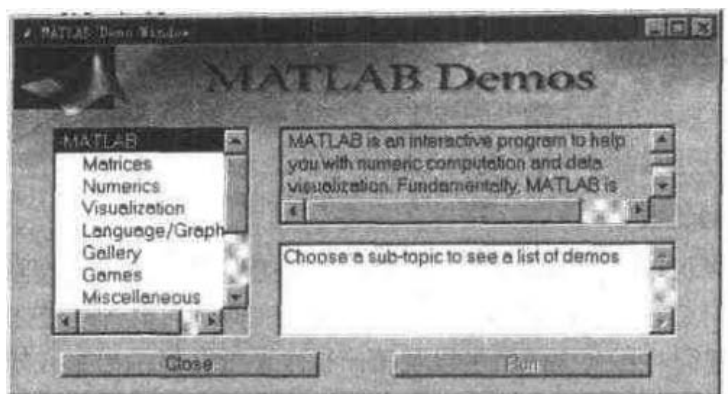 MATLAB Demo Window
MATLAB Demos
MATLAB
Matrices
Numerics
Visualization
Language/Graph
Gallery
Games
Miscellaneous
MATLAB is an interactive program to help
you with numeric computation and data
visualization. Fundamentally, MATLAB is
Choose a sub-topic to see a list of demos
Close
Run